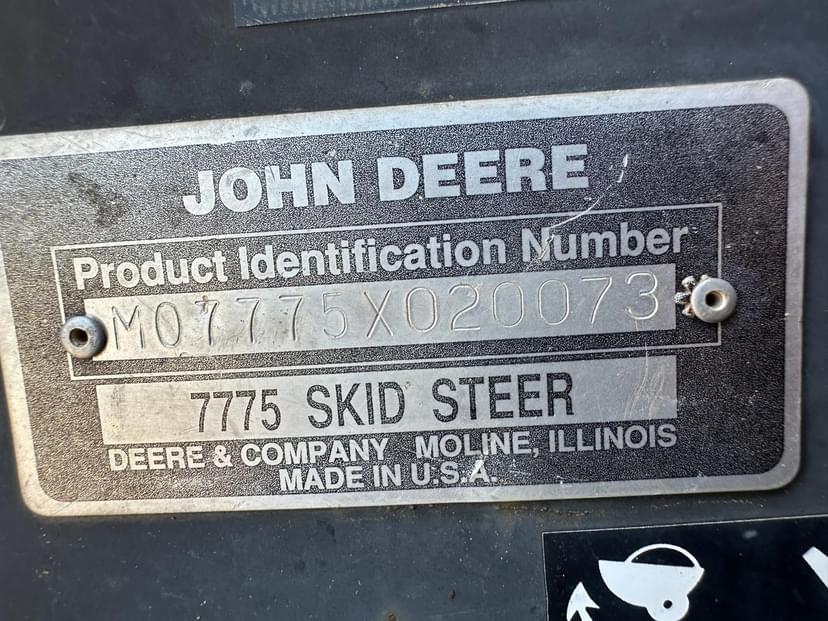 JOHN DEERE
Product Identification Number
M07775X020073
7775 SKID STEER
DEERE & COMPANY MOLINE, ILLINOIS
MADE IN U.S.A.